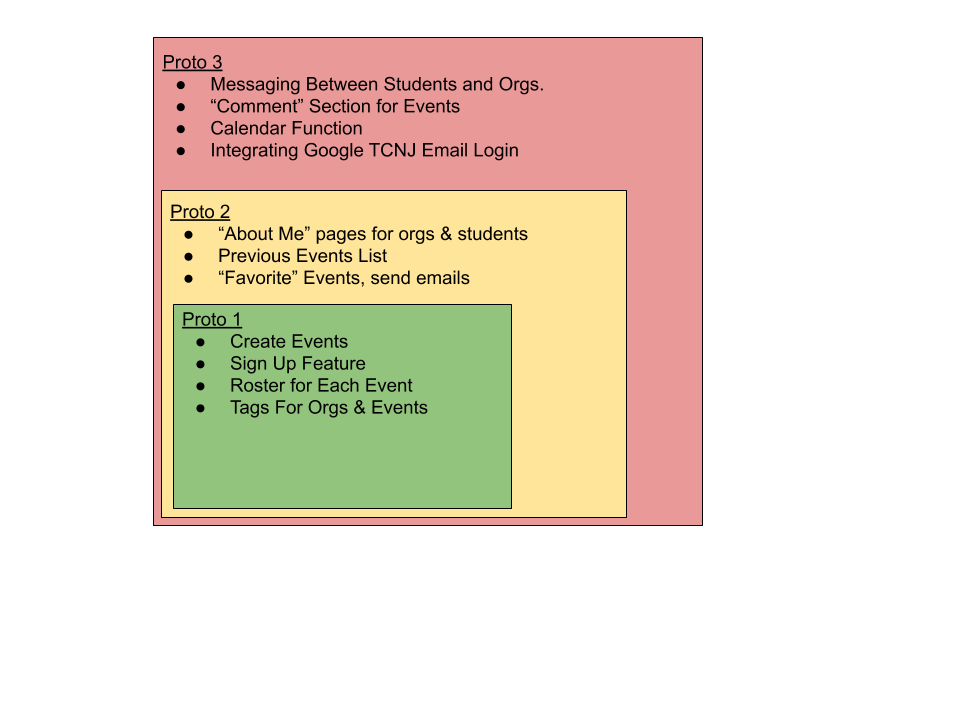 Proto 3
● Messaging Between Students and Orgs.
● “Comment” Section for Events
● Calendar Function
● Integrating Google TCNJ Email Login
Proto 2
● “About Me” pages for orgs & students
● Previous Events List
● “Favorite” Events, send emails
Proto 1
● Create Events
● Sign Up Feature
● Roster for Each Event
● Tags For Orgs & Events